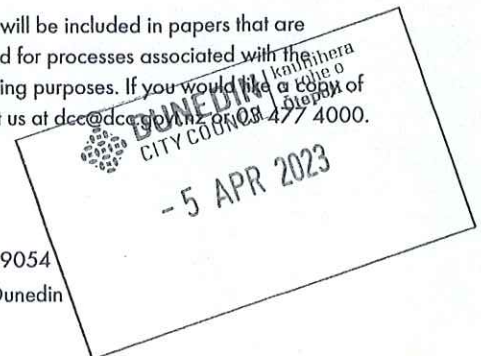 will be included in papers that are
d for processes associated with the
ing purposes. If you would like a copy of
t us at dcc@dcc.govt.nz or 03 477 4000.
DUNEDIN kaunihera
CITY COUNCIL a-rohe o
Ōtepoti
- 5 APR 2023
9054
Dunedin